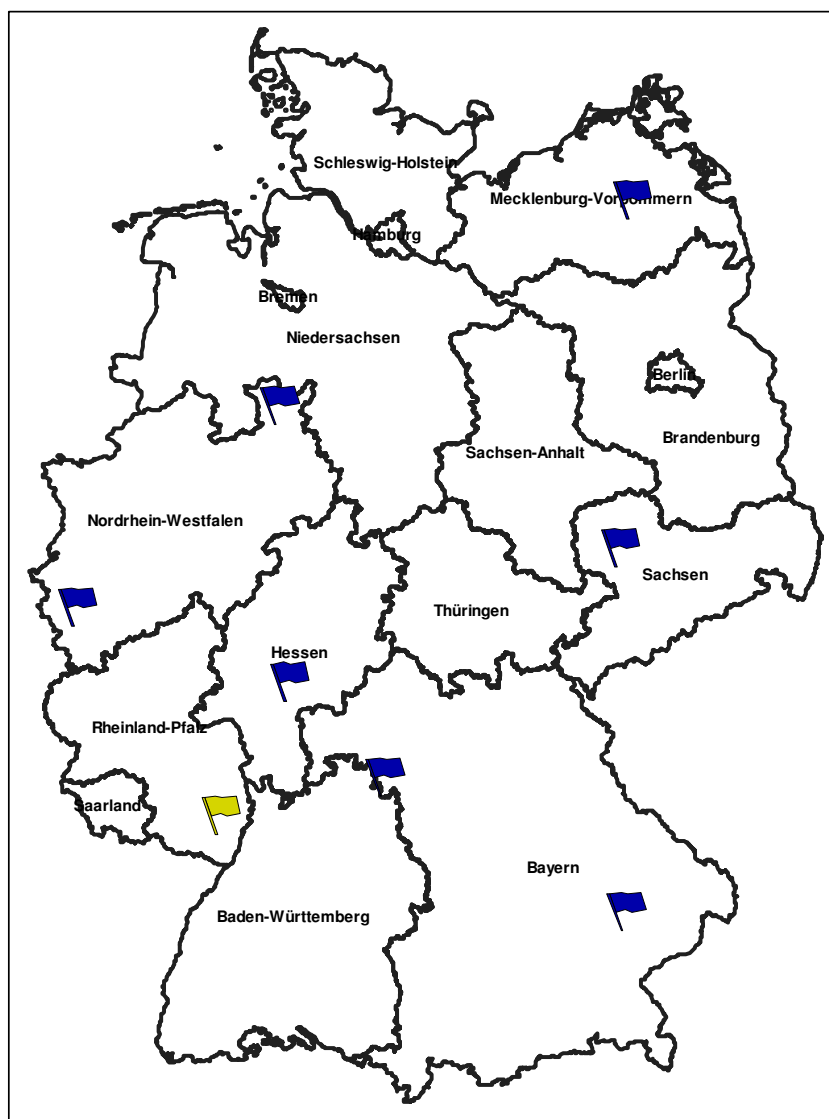 Schleswig-Holstein
Mecklenburg-Vorpommern
Hamburg
Bremen
Niedersachsen
Berlin
Brandenburg
Sachsen-Anhalt
Nordrhein-Westfalen
Sachsen
Thüringen
Hessen
Rheinland-Pfalz
Saarland
Bayern
Baden-Württemberg